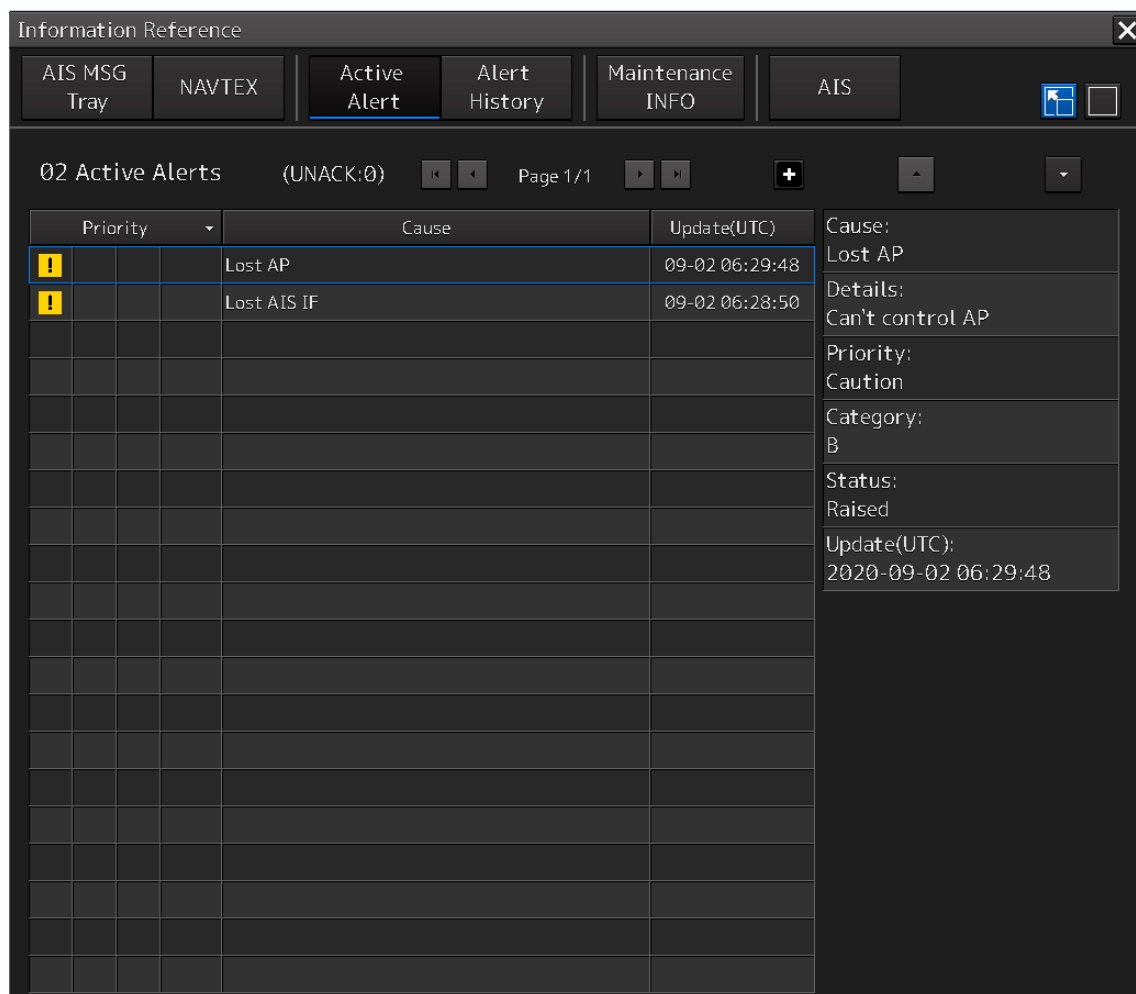 Information Reference
AIS MSG
Tray
NAVTEX
Active
Alert
Alert
History
Maintenance
INFO
AIS
02 Active Alerts
(UNACK:0)
Page 1/1
Priority
Cause
Update(UTC)
Lost AP
09-02 06:29:48
Lost AIS IF
09-02 06:28:50
Cause:
Lost AP
Details:
Can't control AP
Priority:
Caution
Category:
B
Status:
Raised
Update(UTC):
2020-09-02 06:29:48